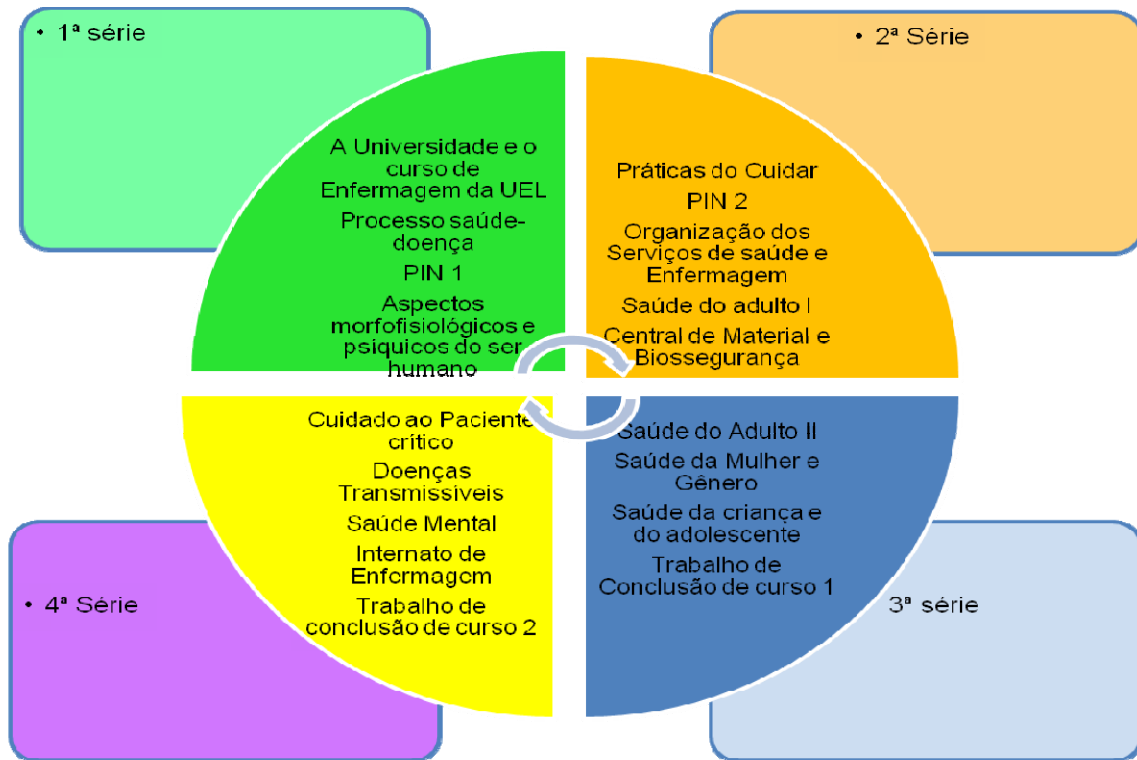 • 1ª série
A Universidade e o
curso de
Enfermagem da UEL
Processo saúde-
doença
PIN 1
Aspectos
morfofisiológicos e
psíquicos do ser
humano
• 2ª Série
Práticas do Cuidar
PIN 2
Organização dos
Serviços de saúde e
Enfermagem
Saúde do adulto I
Central de Material e
Biossegurança
• 4ª Série
Cuidado ao Paciente
crítico
Doenças
Transmissíveis
Saúde Mental
Internato de
Enfermagem
Trabalho de
conclusão de curso 2
3ª série
Saúde do Adulto II
Saúde da Mulher e
Gênero
Saúde da criança e
do adolescente
Trabalho de
Conclusão de curso 1